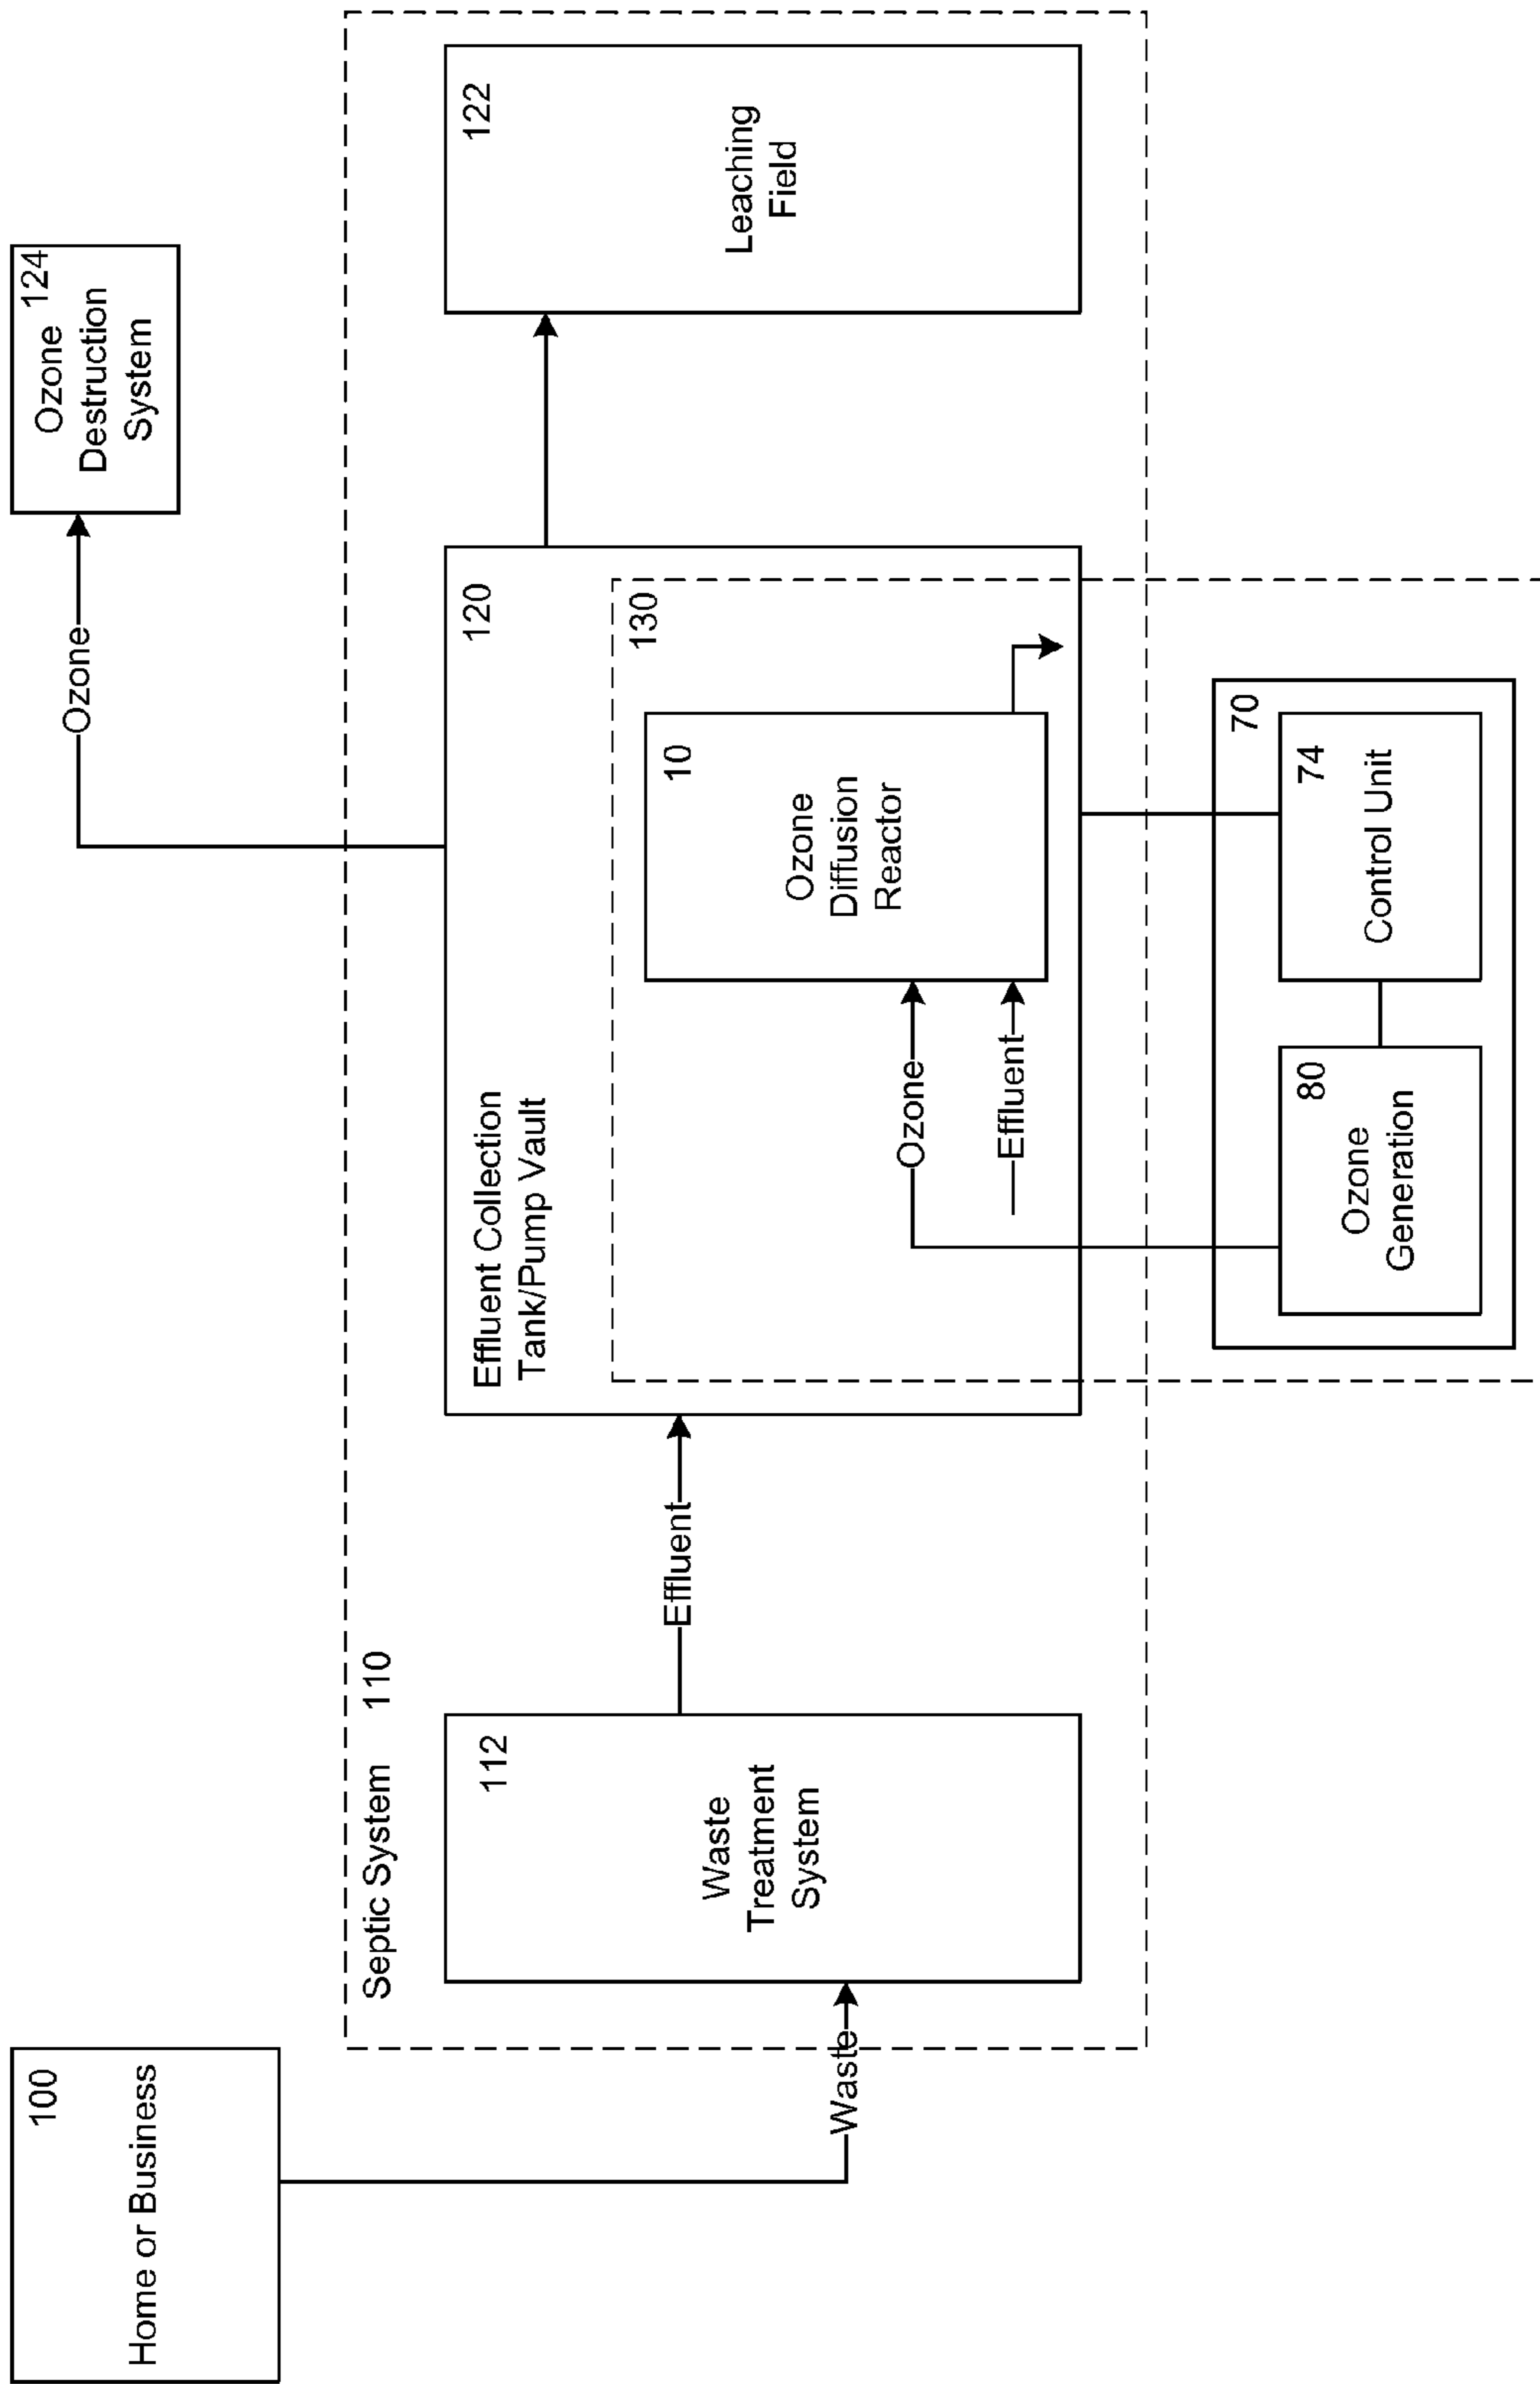 100
Home or Business
Waste
Septic System 110
112
Waste
Treatment
System
Effluent
Effluent Collection
Tank/Pump Vault
120
130
Ozone
Effluent
10
Ozone
Diffusion
Reactor
70
80
Ozone
Generation
74
Control Unit
Ozone
124
Ozone
Destruction
System
122
Leaching
Field